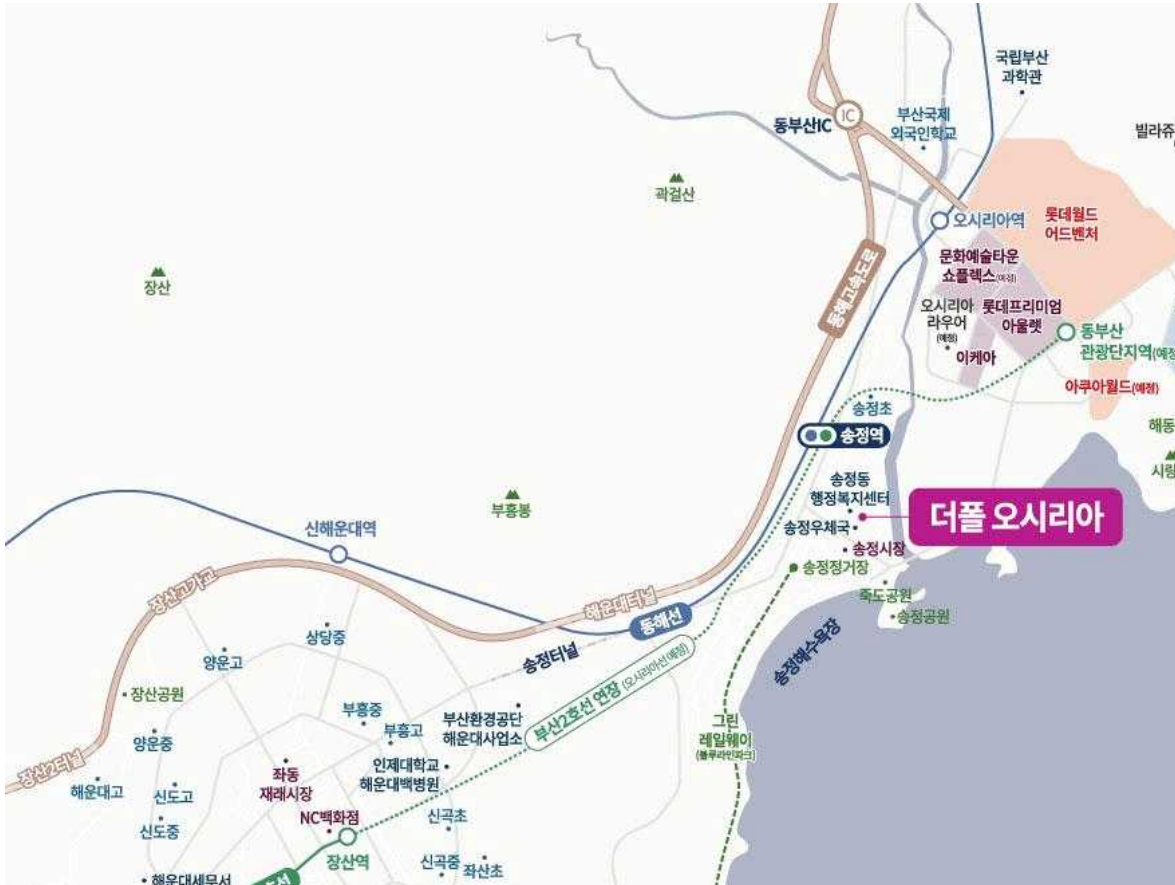 국립부산
과학관
동부산IC
IC
부산국제
외국인학교
빌라쥬
곽걸산
오시리아역
롯데월드
어드벤처
문화예술타운
쇼플렉스(예정)
장산
동해고속도로
오시리아
라우어
(예정)
롯데프리미엄
아울렛
이케아
동부산
관광단지역(예정
아쿠아월드(예정)
송정초
해동
송정역
시랑
송정동
행정복지센터
부흥봉
더폴 오시리아
송정우체국
신해운대역
송정시장
송정정거장
장산고가교
해운대터널
죽도공원
송정공원
동해선
상당중
송정터널
송정해수욕장
양운고
부산2호선 연장 (오시리아선 예정)
장산공원
부흥중
부산환경공단
해운대사업소
그린
레일웨이
(블루라인파크)
양운중
부흥고
장산2터널
좌동
재래시장
인제대학교
해운대백병원
해운대고
신도고
NC백화점
신곡초
신도중
장산역
신곡중
좌산초
해운대세무서
호선